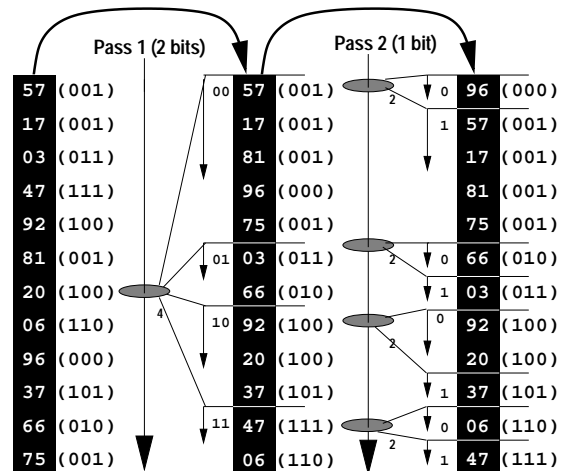 Pass 1 (2 bits) Pass 2 (1 bit)
57 (001) 00 57 (001) 2 0 96 (000)
17 (001) 17 (001) 1 57 (001)
03 (011) 81 (001) 17 (001)
47 (111) 96 (000) 81 (001)
92 (100) 75 (001) 75 (001)
81 (001) 01 03 (011) 2 0 66 (010)
20 (100) 4 66 (010) 1 03 (011)
06 (110) 10 92 (100) 2 0 92 (100)
96 (000) 20 (100) 20 (100)
37 (101) 37 (101) 1 37 (101)
66 (010) 11 47 (111) 2 0 06 (110)
75 (001) 06 (110) 1 47 (111)